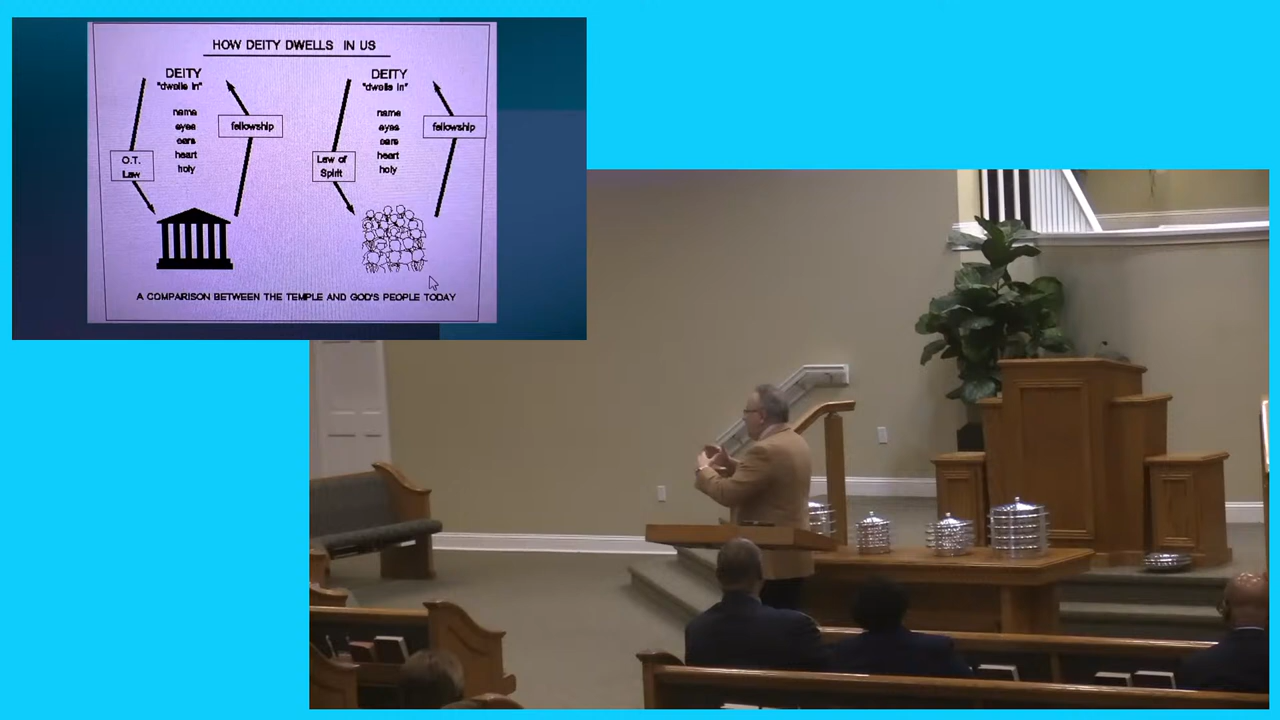 HOW DEITY DWELLS IN US
DEITY
"dwells in"
name
eyes
ears
heart
holy
O.T.
Law
fellowship
DEITY
"dwells in"
name
eyes
ears
heart
holy
Law of
Spirit
fellowship
A COMPARISON BETWEEN THE TEMPLE AND GOD'S PEOPLE TODAY